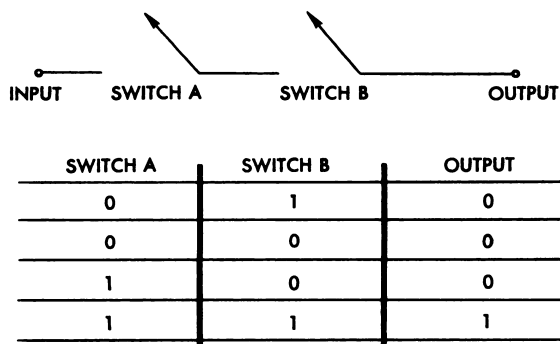 INPUT SWITCH A SWITCH B OUTPUT
SWITCH A SWITCH B OUTPUT
0 1 0
0 0 0
1 0 0
1 1 1